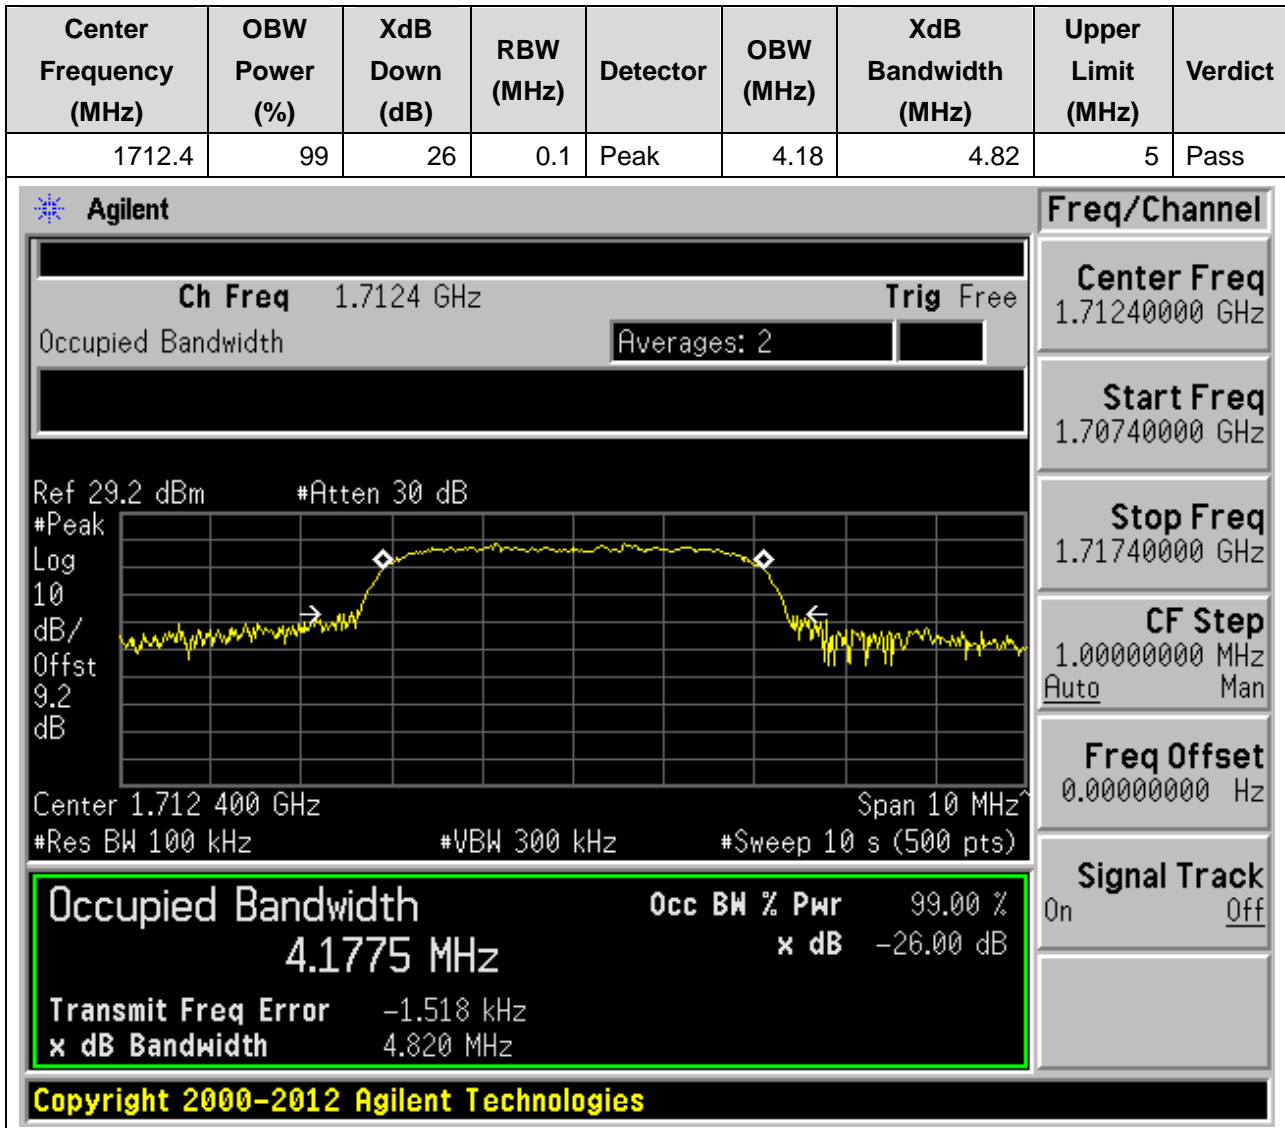 Center Frequency (MHz) OBW Power (%) XdB Down (dB) RBW (MHz) Detector OBW (MHz) XdB Bandwidth (MHz) Upper Limit (MHz) Verdict
1712.4 99 26 0.1 Peak 4.18 4.82 5 Pass
Agilent
Freq/Channel
Ch Freq 1.7124 GHz Trig Free
Occupied Bandwidth Averages: 2
Center Freq
1.71240000 GHz
Start Freq
1.70740000 GHz
Stop Freq
1.71740000 GHz
CF Step
1.00000000 MHz
Auto Man
Freq Offset
0.00000000 Hz
Signal Track
On Off
Ref 29.2 dBm #Atten 30 dB
#Peak
Log
10
dB/
Offst
9.2
dB
Center 1.712 400 GHz Span 10 MHz^
#Res BW 100 kHz #VBW 300 kHz #Sweep 10 s (500 pts)
Occupied Bandwidth Occ BW % Pwr 99.00 %
4.1775 MHz x dB -26.00 dB
Transmit Freq Error -1.518 kHz
x dB Bandwidth 4.820 MHz
Copyright 2000-2012 Agilent Technologies